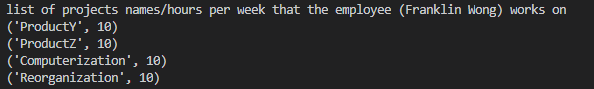 list of projects names/hours per week that the employee (Franklin Wong) works on
('ProductY', 10)
('ProductZ', 10)
('Computerization', 10)
('Reorganization', 10)